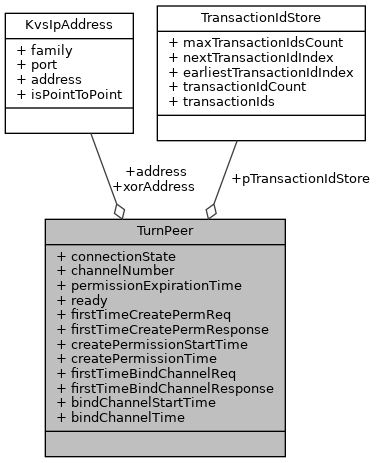 KvsIpAddress
+ family
+ port
+ address
+ isPointToPoint
TransactionIdStore
+ maxTransactionIdsCount
+ nextTransactionIdIndex
+ earliestTransactionIdIndex
+ transactionIdCount
+ transactionIds
+address
+xorAddress
+pTransactionIdStore
TurnPeer
+ connectionState
+ channelNumber
+ permissionExpirationTime
+ ready
+ firstTimeCreatePermReq
+ firstTimeCreatePermResponse
+ createPermissionStartTime
+ createPermissionTime
+ firstTimeBindChannelReq
+ firstTimeBindChannelResponse
+ bindChannelStartTime
+ bindChannelTime